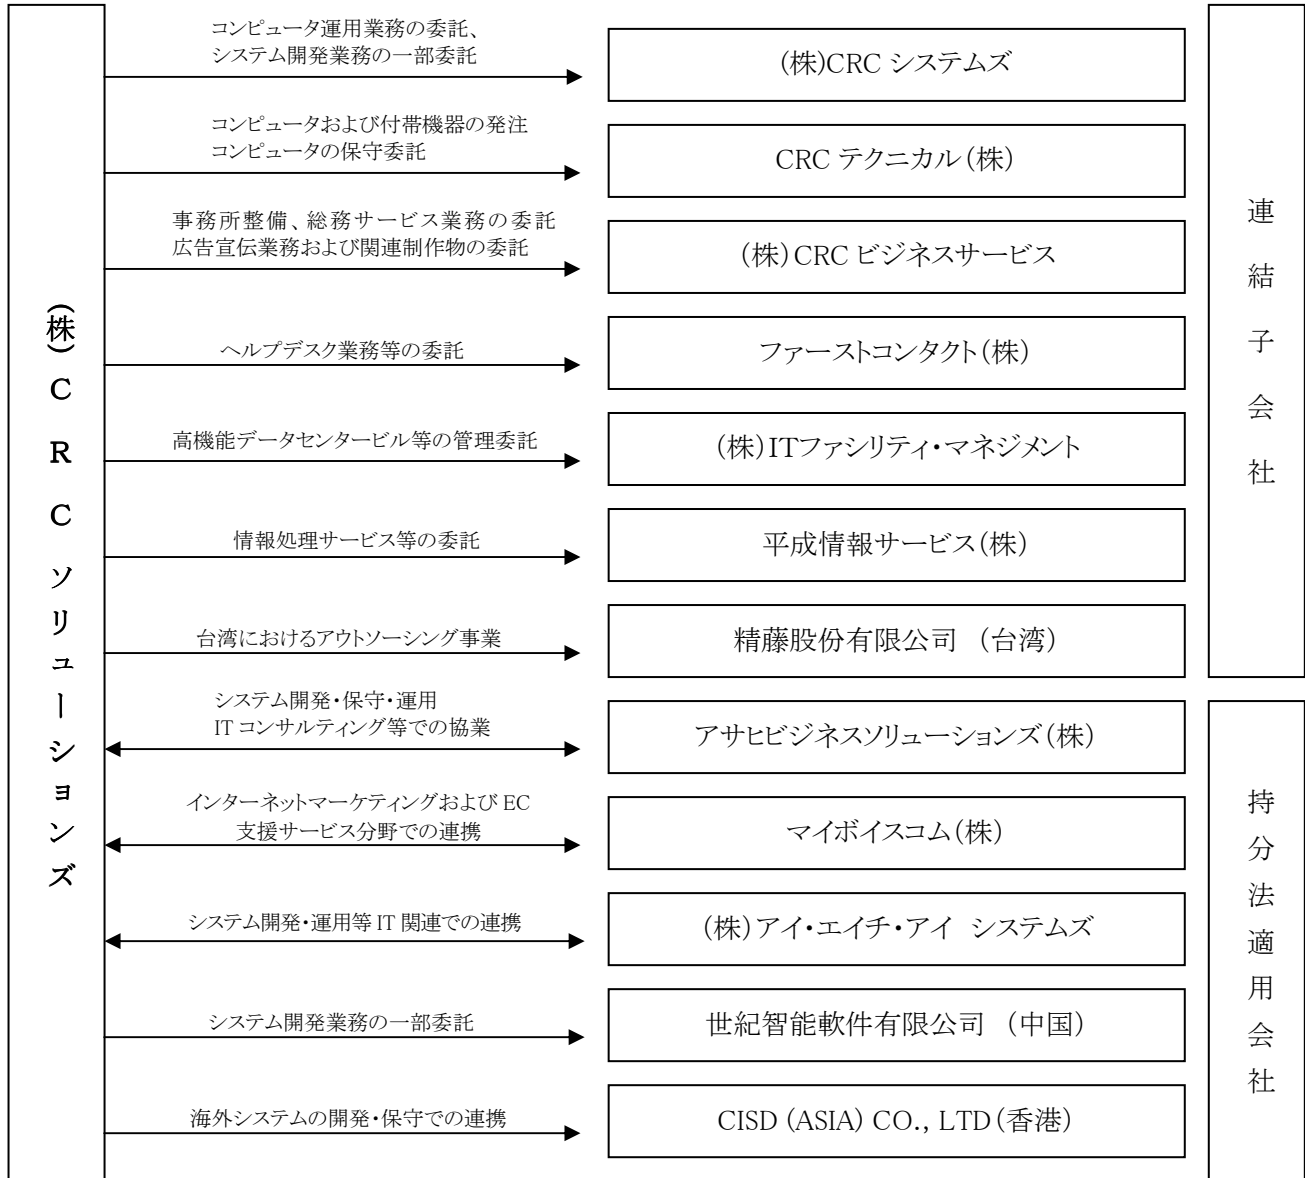 (株)CRCソリューションズ
コンピュータ運用業務の委託、
システム開発業務の一部委託
(株)CRC システムズ
コンピュータおよび付帯機器の発注
コンピュータの保守委託
CRC テクニカル(株)
事務所整備、総務サービス業務の委託
広告宣伝業務および関連制作物の委託
(株)CRC ビジネスサービス
ヘルプデスク業務等の委託
ファーストコンタクト(株)
高機能データセンタービル等の管理委託
(株)ITファシリティ・マネジメント
情報処理サービス等の委託
平成情報サービス(株)
台湾におけるアウトソーシング事業
精藤股份有限公司 (台湾)
連結子会社
システム開発・保守・運用
IT コンサルティング等での協業
アサヒビジネスソリューションズ(株)
インターネットマーケティングおよび EC
支援サービス分野での連携
マイボイスコム(株)
システム開発・運用等 IT 関連での連携
(株)アイ・エイチ・アイ システムズ
システム開発業務の一部委託
世紀智能軟件有限公司 (中国)
海外システムの開発・保守での連携
CISD (ASIA) CO., LTD(香港)
持分法適用会社